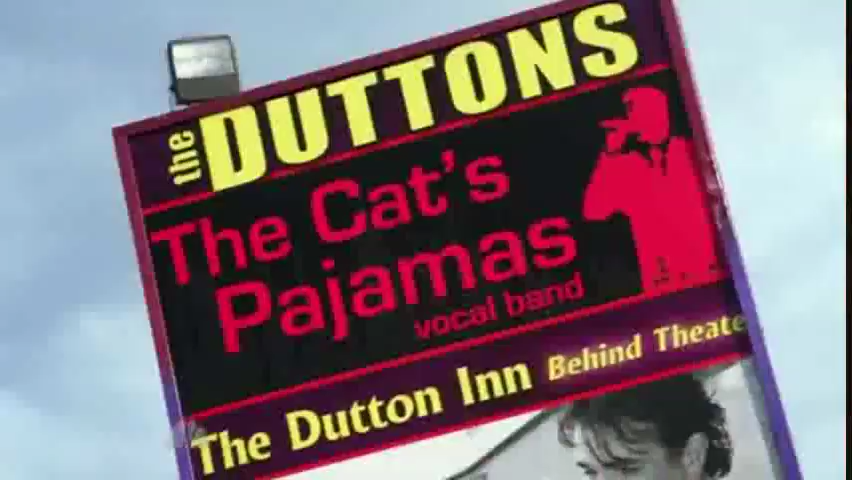 the DUTTONS
The Cat's
Pajamas
vocal band
The Dutton Inn Behind Theate